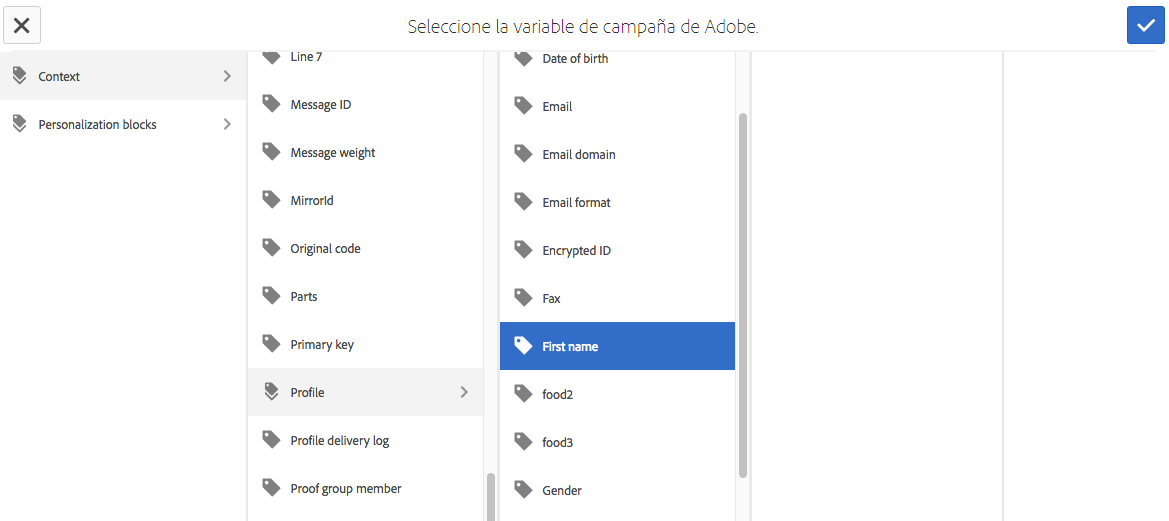 Seleccione la variable de campaña de Adobe.
Context
Personalization blocks
Line 7
Message ID
Message weight
MirrorId
Original code
Parts
Primary key
Profile
Profile delivery log
Proof group member
Date of birth
Email
Email domain
Email format
Encrypted ID
Fax
First name
food2
food3
Gender